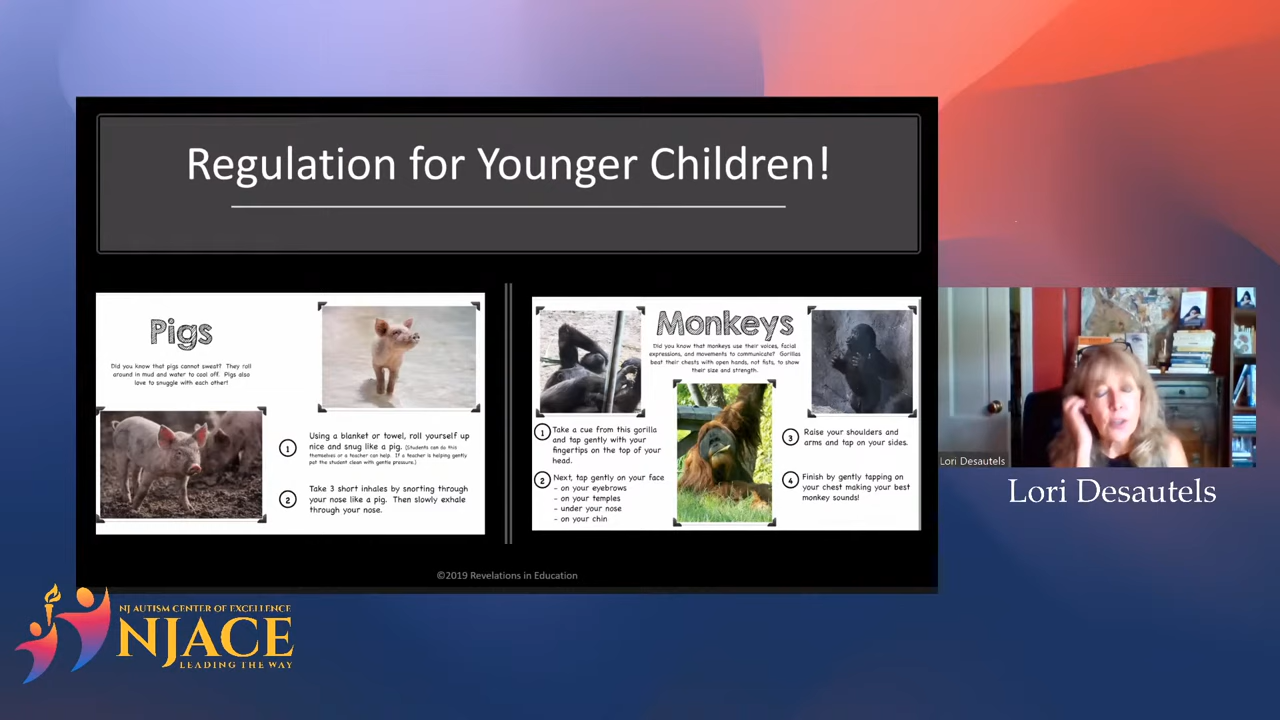 Regulation for Younger Children!
Pigs
Did you know that pigs cannot sweat? They roll
around in mud and water to cool off. Pigs also
love to snuggle with each other!
1
Using a blanket or towel, roll yourself up
nice and snug like a pig. (Students can do this
themselves or a teacher can help. If a teacher is helping gently
pat the student clean with gentle pressure.)
2
Take 3 short inhales by snorting through
your nose like a pig. Then slowly exhale
through your nose.
Monkeys
Did you know that monkeys use their voices, facial
expressions, and movements to communicate? Gorillas
beat their chests with open hands, not fists, to show
their size and strength.
1
Take a cue from this gorilla
and tap gently with your
fingertips on the top of your
head.
2
Next, tap gently on your face
- on your eyebrows
- on your temples
- under your nose
- on your chin
3
Raise your shoulders and
arms and tap on your sides.
4
Finish by gently tapping on
your chest making your best
monkey sounds!
©2019 Revelations in Education
Lori Desautels
Lori Desautels
NJ AUTISM CENTER OF EXCELLENCE
NJACE
LEADING THE WAY